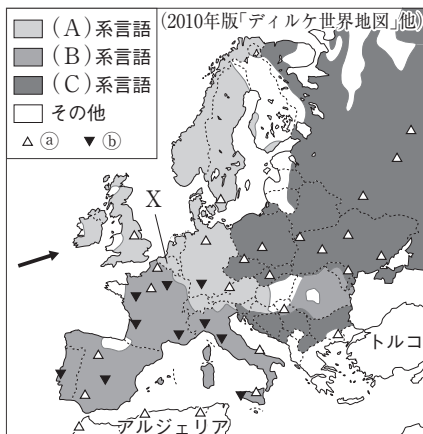 (2010年版「ディルケ世界地図」他)
(A)系言語
(B)系言語
(C)系言語
その他
△ⓐ ▼ⓑ
X
トルコ
アルジェリア